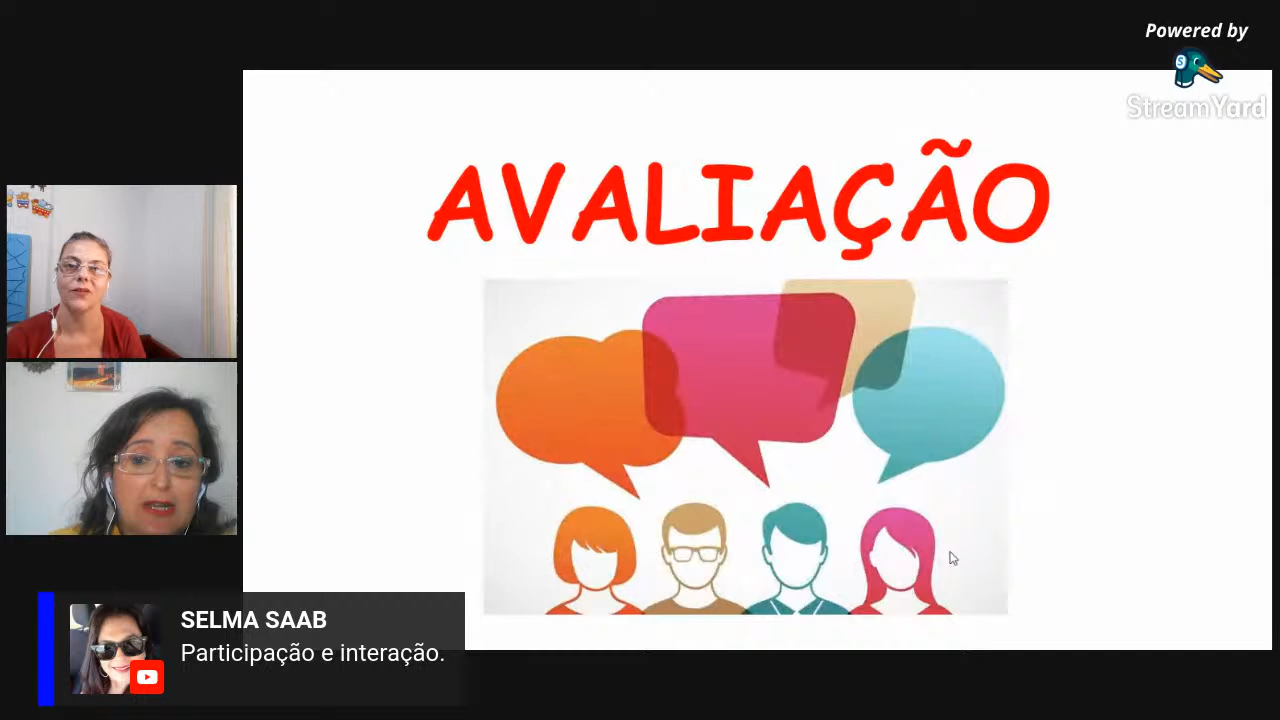 Powered by
StreamYard
AVALIAÇÃO
SELMA SAAB
Participação e interação.